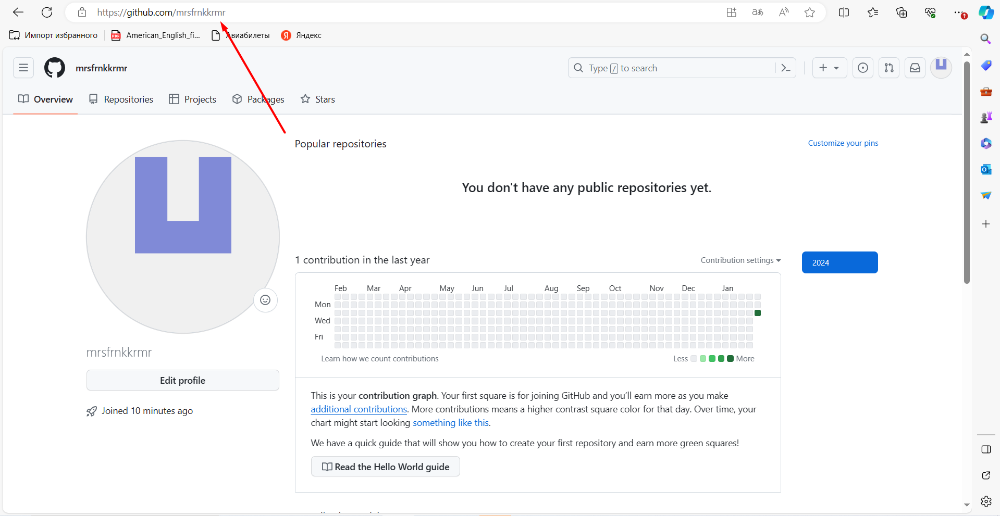 https://github.com/mrsfrnkkrmr
Импорт избранного
PDF
American_English_fi...
Авиабилеты
Я
Яндекс
mrsfrnkkrmr
Type / to search
Overview
Repositories
Projects
Packages
Stars
Popular repositories
Customize your pins
You don't have any public repositories yet.
1 contribution in the last year
Contribution settings
2024
Feb Mar Apr May Jun Jul Aug Sep Oct Nov Dec Jan
Mon
Wed
Fri
Learn how we count contributions
Less
More
mrsfrnkkrmr
Edit profile
Joined 10 minutes ago
This is your contribution graph. Your first square is for joining GitHub and you’ll earn more as you make
additional contributions. More contributions means a higher contrast square color for that day. Over time, your
chart might start looking something like this.
We have a quick guide that will show you how to create your first repository and earn more green squares!
Read the Hello World guide